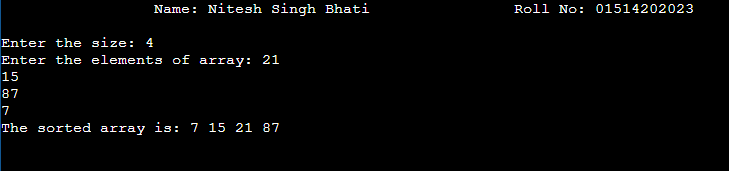 Name: Nitesh Singh Bhati Roll No: 01514202023
Enter the size: 4
Enter the elements of array: 21
15
87
7
The sorted array is: 7 15 21 87